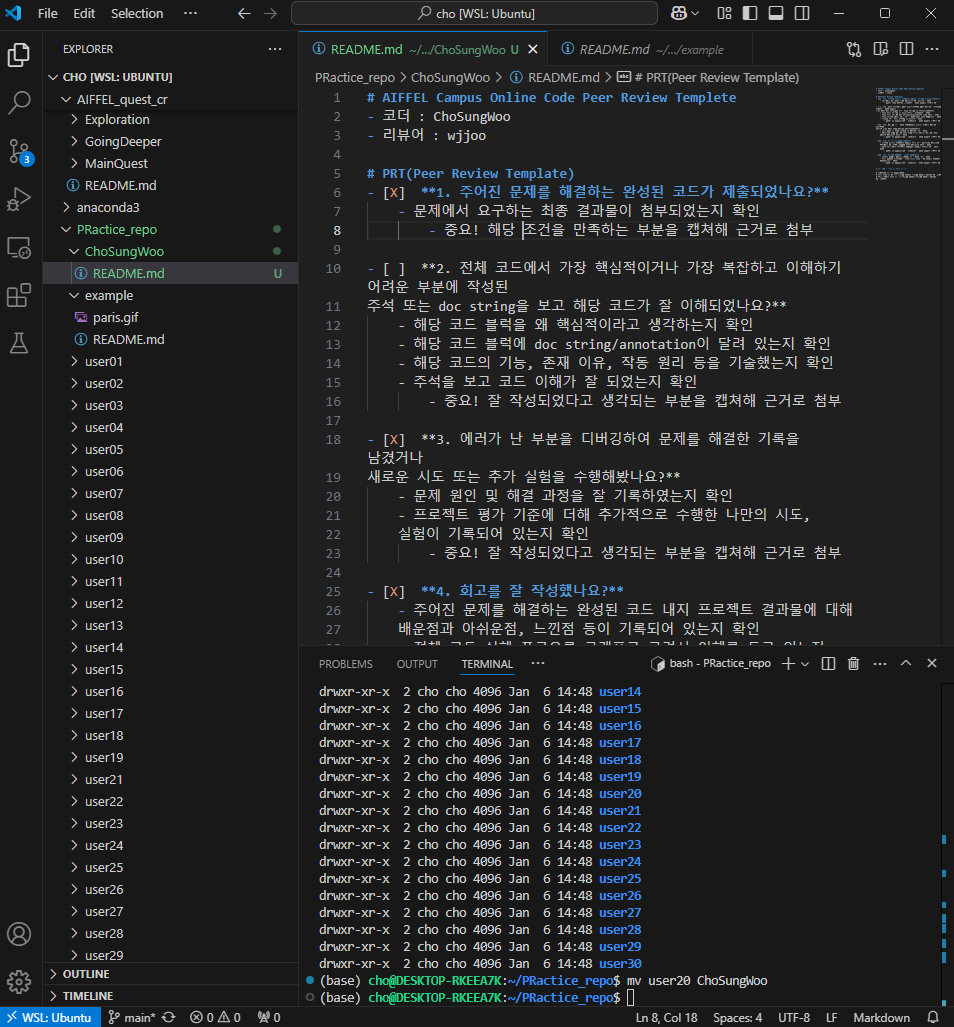 File Edit Selection ··· cho [WSL: Ubuntu]
EXPLORER ···
CHO [WSL: UBUNTU]
AIFFEL_quest_cr
Exploration
GoingDeeper
MainQuest
README.md
anaconda3
PRactice_repo
ChoSungWoo
README.md U
example
paris.gif
README.md
user01
user02
user03
user04
user05
user06
user07
user08
user09
user10
user11
user12
user13
user14
user15
user16
user17
user18
user19
user21
user22
user23
user24
user25
user26
user27
user28
user29
OUTLINE
TIMELINE
3
README.md ~/.../ChoSungWoo U README.md ~/.../example ···
PRactice_repo > ChoSungWoo > README.md > # PRT(Peer Review Template)
1 # AIFFEL Campus Online Code Peer Review Templete
2 - 코더 : ChoSungWoo
3 - 리뷰어 : wjjoo
4
5 # PRT(Peer Review Template)
6 - [X] **1. 주어진 문제를 해결하는 완성된 코드가 제출되었나요?**
7 - 문제에서 요구하는 최종 결과물이 첨부되었는지 확인
8 - 중요! 해당 조건을 만족하는 부분을 캡쳐해 근거로 첨부
9
10 - [ ] **2. 전체 코드에서 가장 핵심적이거나 가장 복잡하고 이해하기
어려운 부분에 작성된
11 주석 또는 doc string을 보고 해당 코드가 잘 이해되었나요?**
12 - 해당 코드 블럭을 왜 핵심적이라고 생각하는지 확인
13 - 해당 코드 블럭에 doc string/annotation이 달려 있는지 확인
14 - 해당 코드의 기능, 존재 이유, 작동 원리 등을 기술했는지 확인
15 - 주석을 보고 코드 이해가 잘 되었는지 확인
16 - 중요! 잘 작성되었다고 생각되는 부분을 캡쳐해 근거로 첨부
17
18 - [X] **3. 에러가 난 부분을 디버깅하여 문제를 해결한 기록을
남겼거나
19 새로운 시도 또는 추가 실험을 수행해봤나요?**
20 - 문제 원인 및 해결 과정을 잘 기록하였는지 확인
21 - 프로젝트 평가 기준에 더해 추가적으로 수행한 나만의 시도,
22 실험이 기록되어 있는지 확인
23 - 중요! 잘 작성되었다고 생각되는 부분을 캡쳐해 근거로 첨부
24
25 - [X] **4. 회고를 잘 작성했나요?**
26 - 주어진 문제를 해결하는 완성된 코드 내지 프로젝트 결과물에 대해
27 배운점과 아쉬운점, 느낀점 등이 기록되어 있는지 확인
PROBLEMS OUTPUT TERMINAL ··· bash - PRactice_repo ···
drwxr-xr-x 2 cho cho 4096 Jan 6 14:48 user14
drwxr-xr-x 2 cho cho 4096 Jan 6 14:48 user15
drwxr-xr-x 2 cho cho 4096 Jan 6 14:48 user16
drwxr-xr-x 2 cho cho 4096 Jan 6 14:48 user17
drwxr-xr-x 2 cho cho 4096 Jan 6 14:48 user18
drwxr-xr-x 2 cho cho 4096 Jan 6 14:48 user19
drwxr-xr-x 2 cho cho 4096 Jan 6 14:48 user20
drwxr-xr-x 2 cho cho 4096 Jan 6 14:48 user21
drwxr-xr-x 2 cho cho 4096 Jan 6 14:48 user22
drwxr-xr-x 2 cho cho 4096 Jan 6 14:48 user23
drwxr-xr-x 2 cho cho 4096 Jan 6 14:48 user24
drwxr-xr-x 2 cho cho 4096 Jan 6 14:48 user25
drwxr-xr-x 2 cho cho 4096 Jan 6 14:48 user26
drwxr-xr-x 2 cho cho 4096 Jan 6 14:48 user27
drwxr-xr-x 2 cho cho 4096 Jan 6 14:48 user28
drwxr-xr-x 2 cho cho 4096 Jan 6 14:48 user29
drwxr-xr-x 2 cho cho 4096 Jan 6 14:48 user30
(base) cho@DESKTOP-RKEEA7K:~/PRactice_repo$ mv user20 ChoSungWoo
(base) cho@DESKTOP-RKEEA7K:~/PRactice_repo$
WSL: Ubuntu main* 0 0 0 Ln 8, Col 18 Spaces: 4 UTF-8 LF Markdown